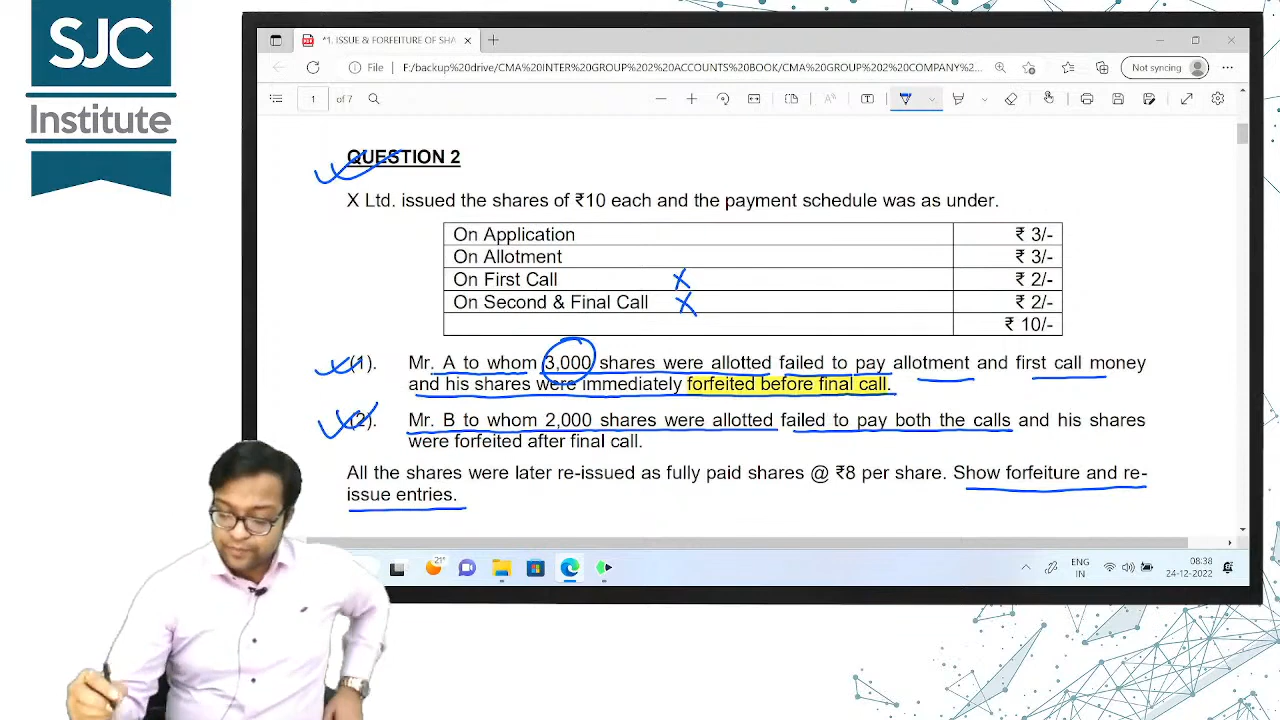 SJC
Institute
*1. ISSUE & FORFEITURE OF SHA
File
F:/backup%20drive/CMA%20INTER%20GROUP%202%20ACCOUNTS%20BOOK/CMA%20GROUP%202%20COMPANY%...
Not syncing
1
of 7
QUESTION 2
X Ltd. issued the shares of ₹10 each and the payment schedule was as under.
On Application ₹ 3/-
On Allotment ₹ 3/-
On First Call X ₹ 2/-
On Second & Final Call X ₹ 2/-
₹ 10/-
(1). Mr. A to whom 3,000 shares were allotted failed to pay allotment and first call money
and his shares were immediately forfeited before final call.
(2). Mr. B to whom 2,000 shares were allotted failed to pay both the calls and his shares
were forfeited after final call.
All the shares were later re-issued as fully paid shares @ ₹8 per share. Show forfeiture and re-
issue entries.
21°
ENG
IN
08:38
24-12-2022